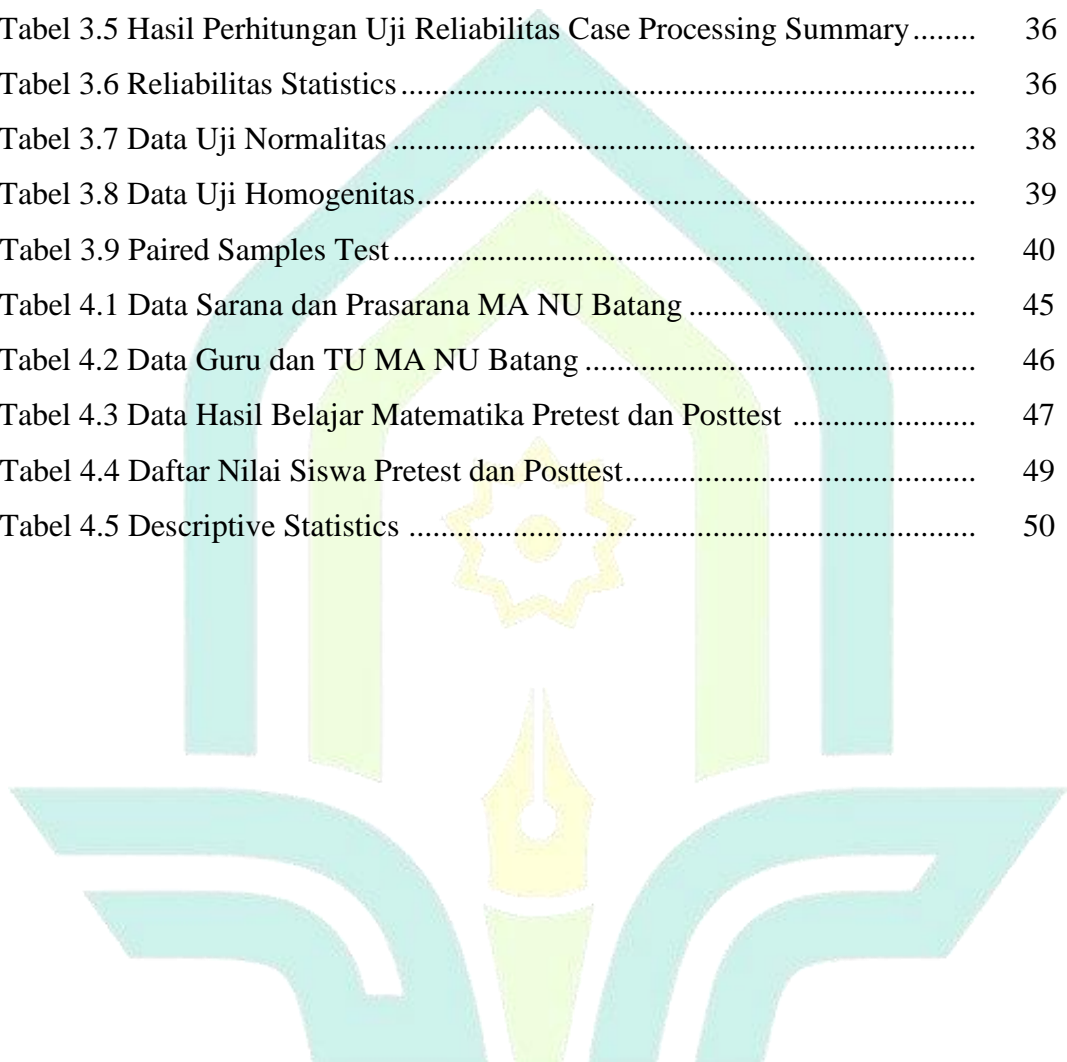 Tabel 3.5 Hasil Perhitungan Uji Reliabilitas Case Processing Summary........ 36
Tabel 3.6 Reliabilitas Statistics.......................................................................... 36
Tabel 3.7 Data Uji Normalitas ........................................................................... 38
Tabel 3.8 Data Uji Homogenitas........................................................................ 39
Tabel 3.9 Paired Samples Test........................................................................... 40
Tabel 4.1 Data Sarana dan Prasarana MA NU Batang ..................................... 45
Tabel 4.2 Data Guru dan TU MA NU Batang .................................................. 46
Tabel 4.3 Data Hasil Belajar Matematika Pretest dan Posttest ....................... 47
Tabel 4.4 Daftar Nilai Siswa Pretest dan Posttest............................................. 49
Tabel 4.5 Descriptive Statistics ......................................................................... 50